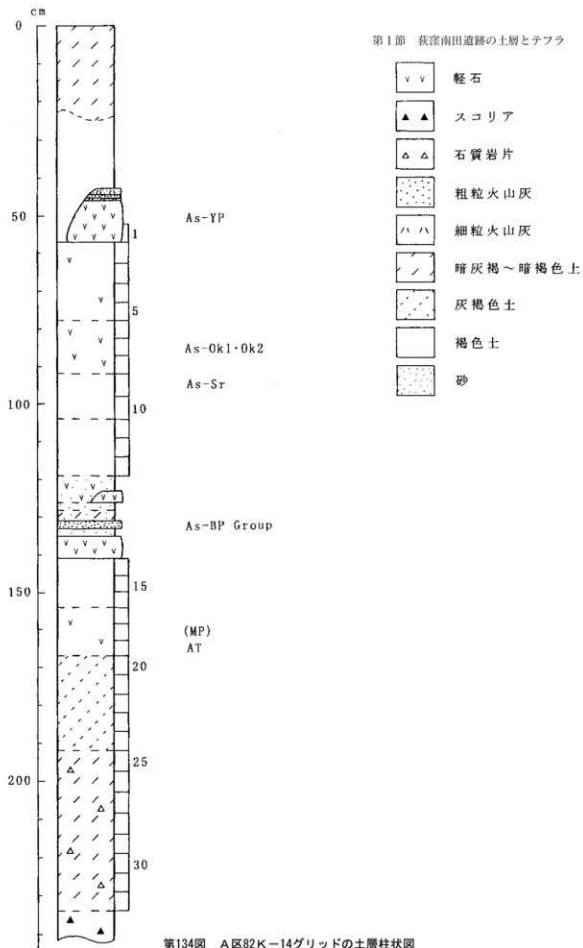 cm
第1節 荻窪南田遺跡の土層とテフラ
0
軽石
スコリア
石質岩片
粗粒火山灰
50
As-YP
1
細粒火山灰
暗灰褐～暗褐色上
5
灰褐色土
As-Ok1・Ok2
褐色土
As-Sr
砂
100
10
As-BP Group
150
15
(MP)
AT
20
25
200
30
第134図 A区82K－14グリッドの土層柱状図